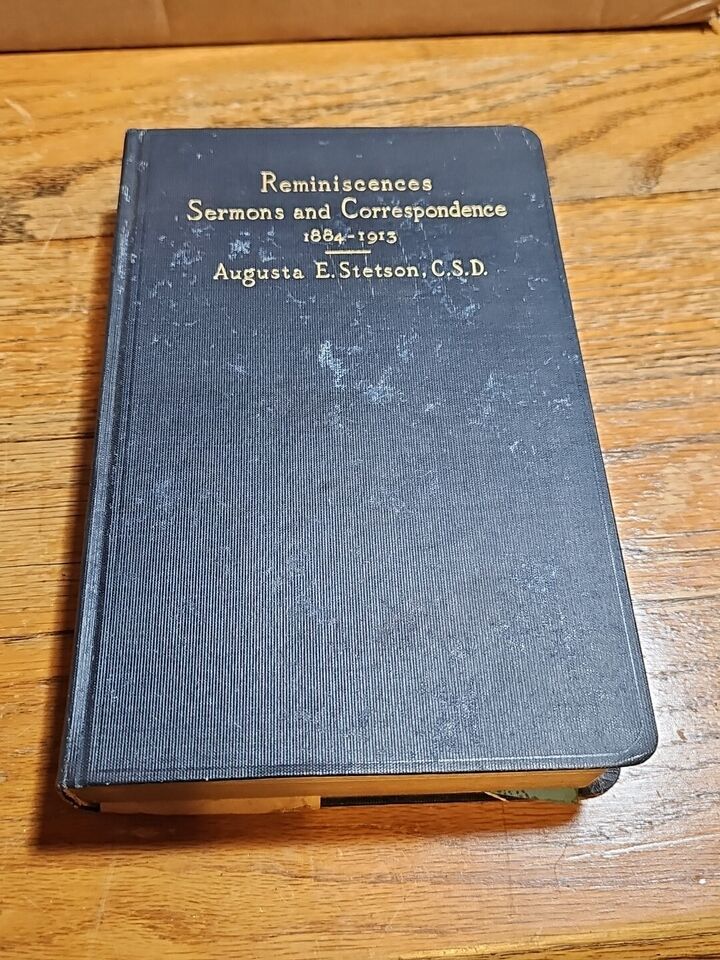 Reminiscences
Sermons and Correspondence
1884-1913
Augusta E. Stetson, C.S.D.